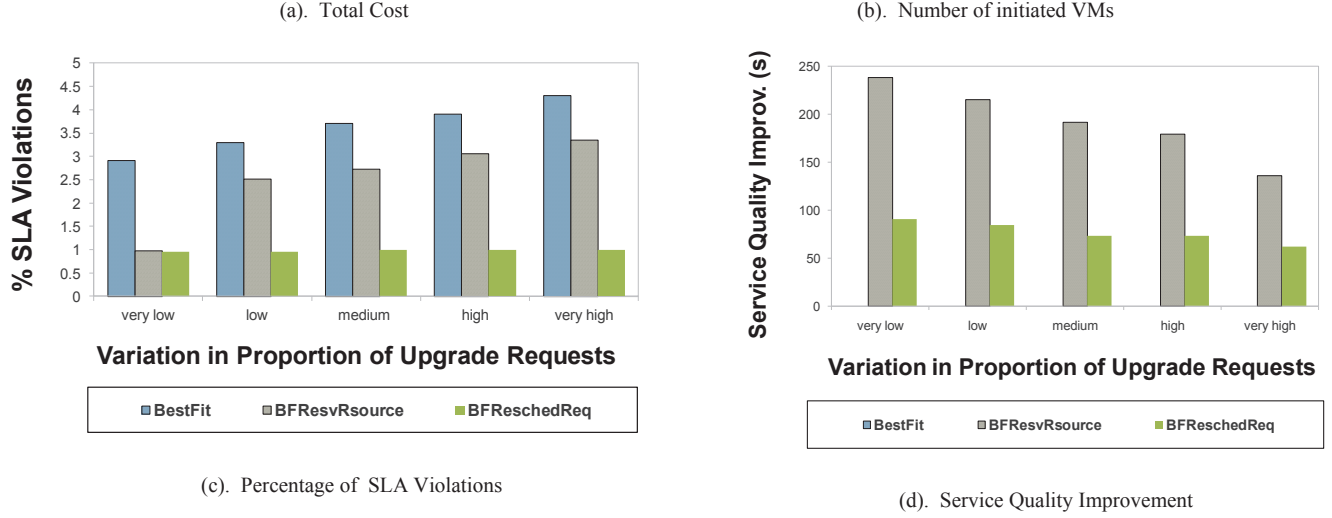 (a). Total Cost
(b). Number of initiated VMs
% SLA Violations
5
4.5
4
3.5
3
2.5
2
1.5
1
0.5
0
very low low medium high very high
Variation in Proportion of Upgrade Requests
BestFit BFResvRsource BFReschedReq
(c). Percentage of SLA Violations
Service Quality Improv. (s)
250
200
150
100
50
0
very low low medium high very high
Variation in Proportion of Upgrade Requests
BestFit BFResvRsource BFReschedReq
(d). Service Quality Improvement